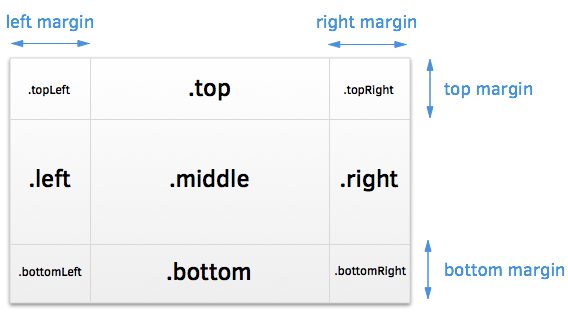 left margin
right margin
.topLeft
.top
.topRight
top margin
.left
.middle
.right
.bottomLeft
.bottom
.bottomRight
bottom margin